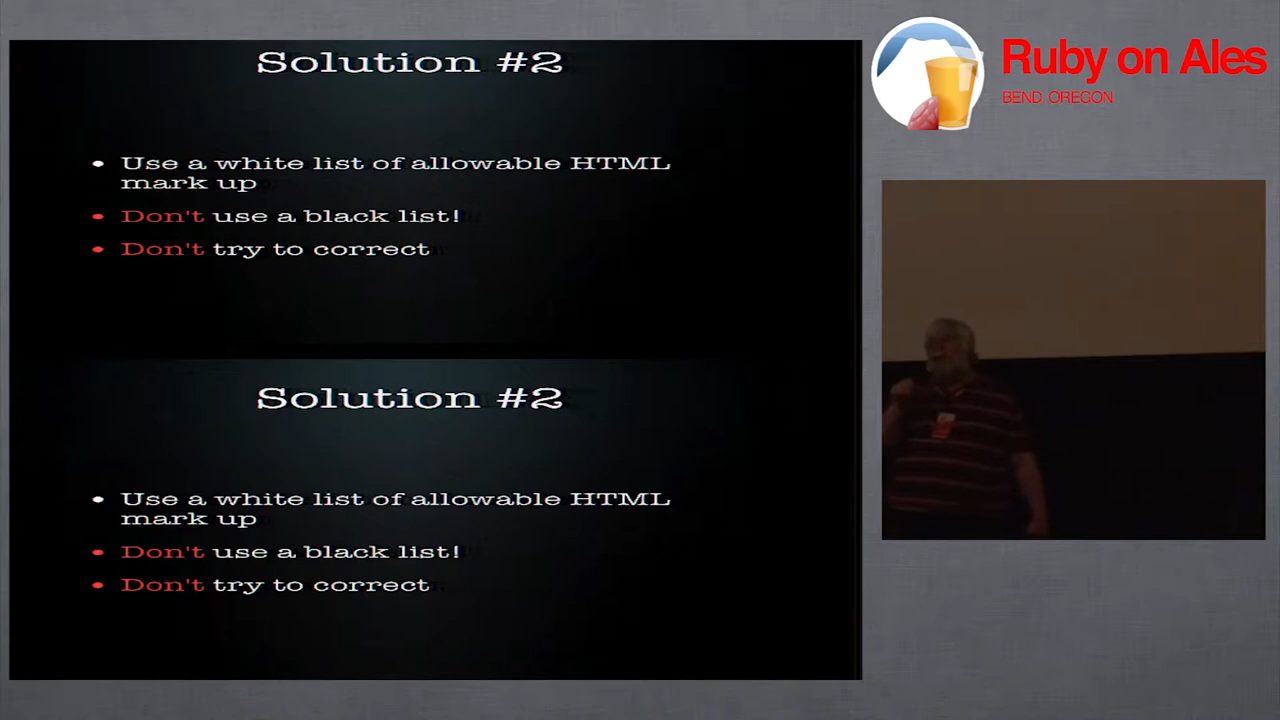 Solution #2
• Use a white list of allowable HTML
mark up
• Don't use a black list!
• Don't try to correct
Solution #2
• Use a white list of allowable HTML
mark up
• Don't use a black list!
• Don't try to correct
Ruby on Ales
BEND, OREGON